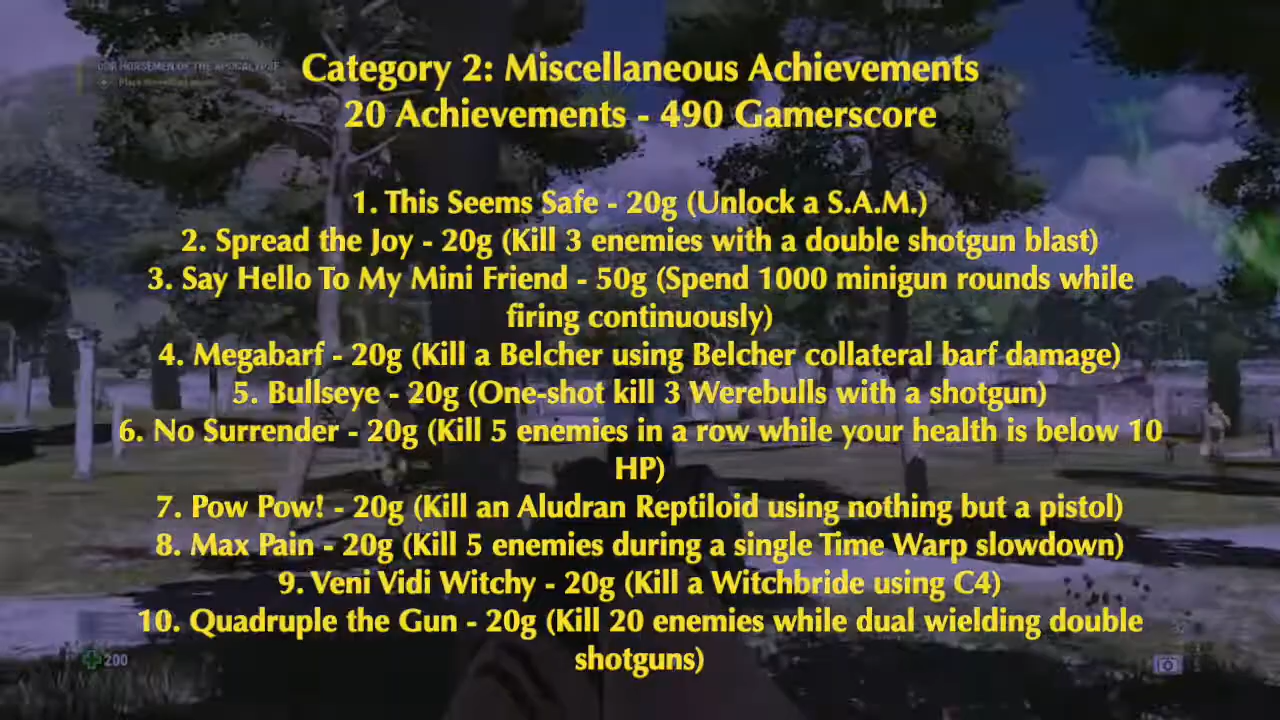 OUR HORSEMEN OF THE APOCALYPSE
Category 2: Miscellaneous Achievements
20 Achievements - 490 Gamerscore
1. This Seems Safe - 20g (Unlock a S.A.M.)
2. Spread the Joy - 20g (Kill 3 enemies with a double shotgun blast)
3. Say Hello To My Mini Friend - 50g (Spend 1000 minigun rounds while
firing continuously)
4. Megabarf - 20g (Kill a Belcher using Belcher collateral barf damage)
5. Bullseye - 20g (One-shot kill 3 Werebulls with a shotgun)
6. No Surrender - 20g (Kill 5 enemies in a row while your health is below 10
HP)
7. Pow Pow! - 20g (Kill an Aludran Reptiloid using nothing but a pistol)
8. Max Pain - 20g (Kill 5 enemies during a single Time Warp slowdown)
9. Veni Vidi Witchy - 20g (Kill a Witchbride using C4)
10. Quadruple the Gun - 20g (Kill 20 enemies while dual wielding double
shotguns)
200